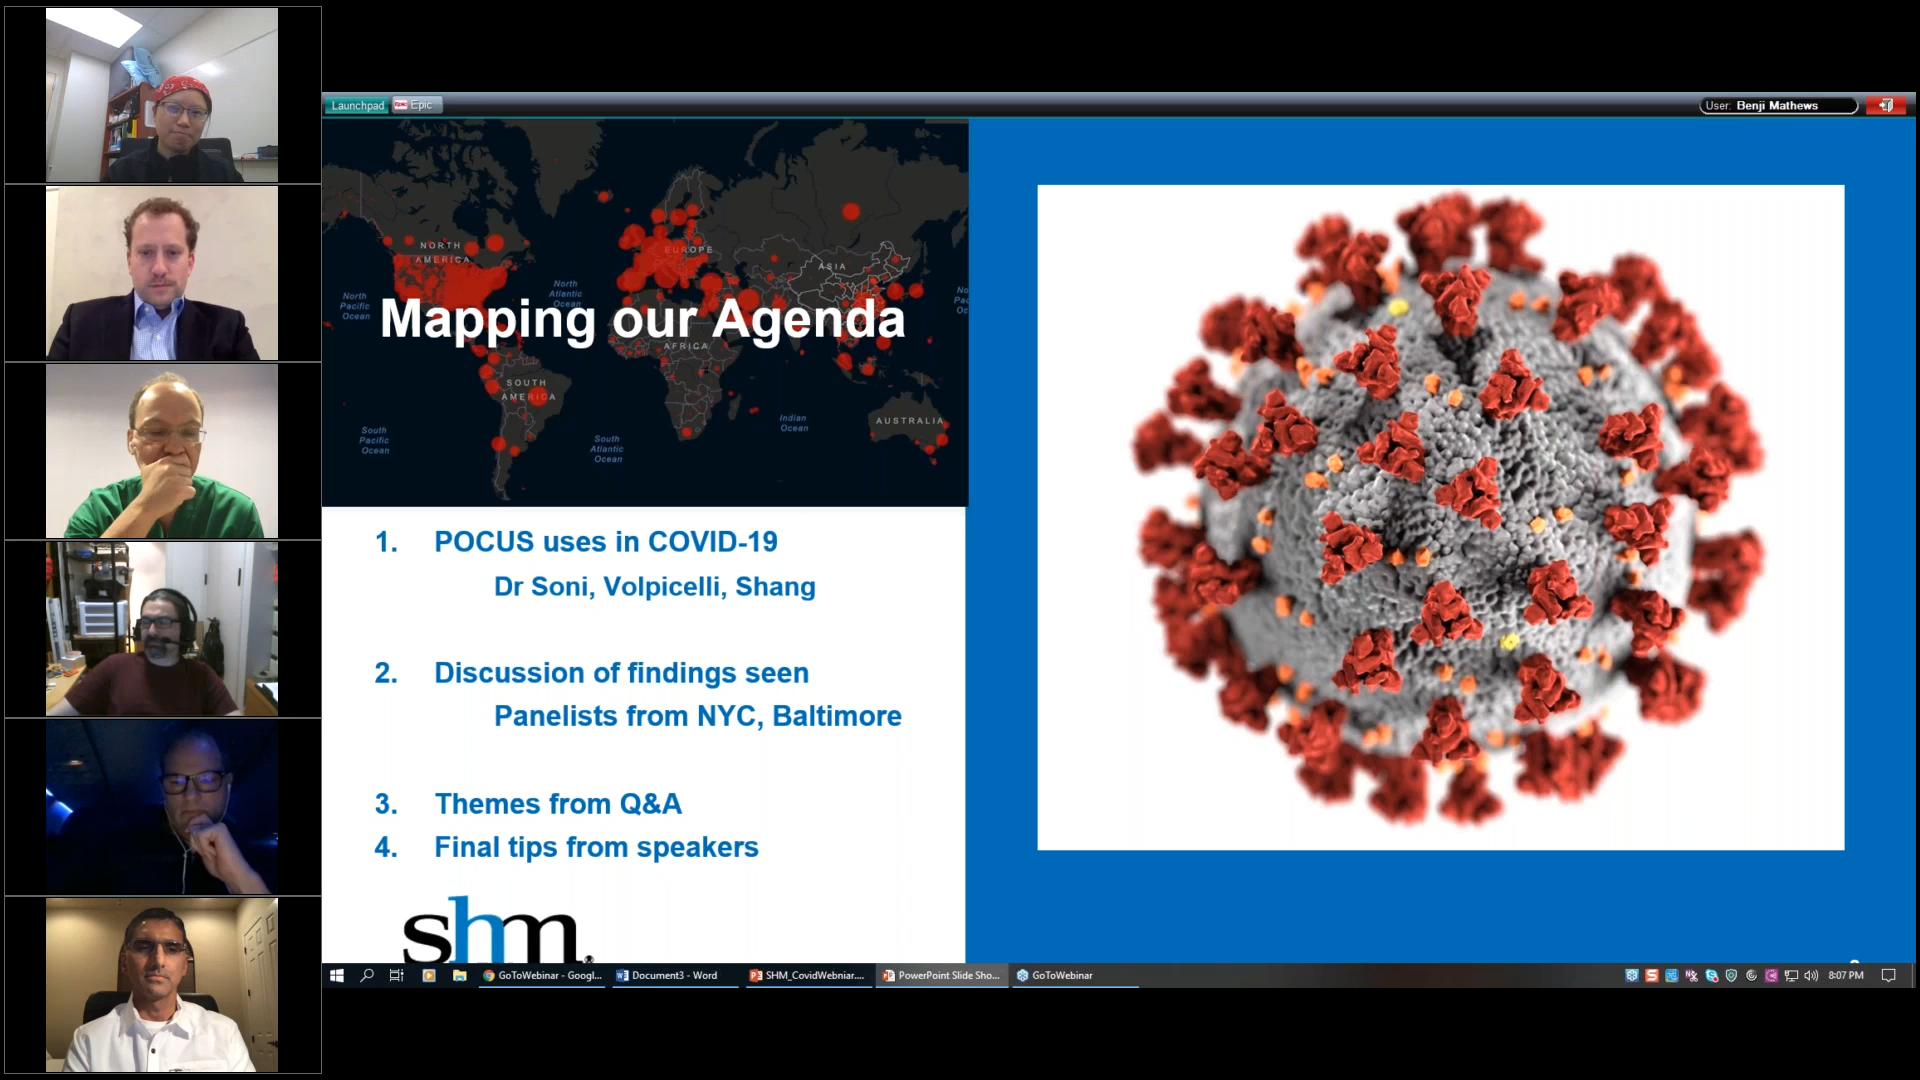 Launchpad
Epic Epic
User: Benji Mathews
NORTH
AMERICA
EUROPE
ASIA
North
Pacific
Ocean
North
Atlantic
Ocean
Mapping our Agenda
AFRICA
SOUTH
AMERICA
AUSTRALIA
Indian
Ocean
South
Pacific
Ocean
South
Atlantic
Ocean
1. POCUS uses in COVID-19
Dr Soni, Volpicelli, Shang
2. Discussion of findings seen
Panelists from NYC, Baltimore
3. Themes from Q&A
4. Final tips from speakers
shm
GoToWebinar - Googl...
Document3 - Word
SHM_CovidWebniar....
PowerPoint Slide Sho...
GoToWebinar
8:07 PM